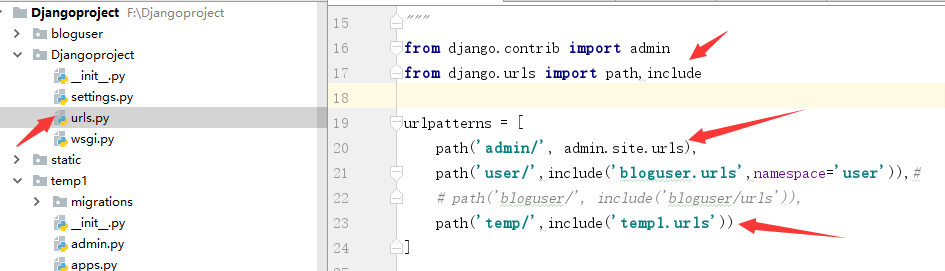 Djangoproject F:\Djangoproject
bloguser
Djangoproject
__init__.py
settings.py
urls.py
wsgi.py
static
temp1
migrations
__init__.py
admin.py
apps.py
15 """
16 from django.contrib import admin
17 from django.urls import path,include
18
19 urlpatterns = [
20 path('admin/', admin.site.urls),
21 path('user/',include('bloguser.urls',namespace='user')),#
22 # path('bloguser/', include('bloguser/urls')),
23 path('temp/',include('temp1.urls'))
24 ]